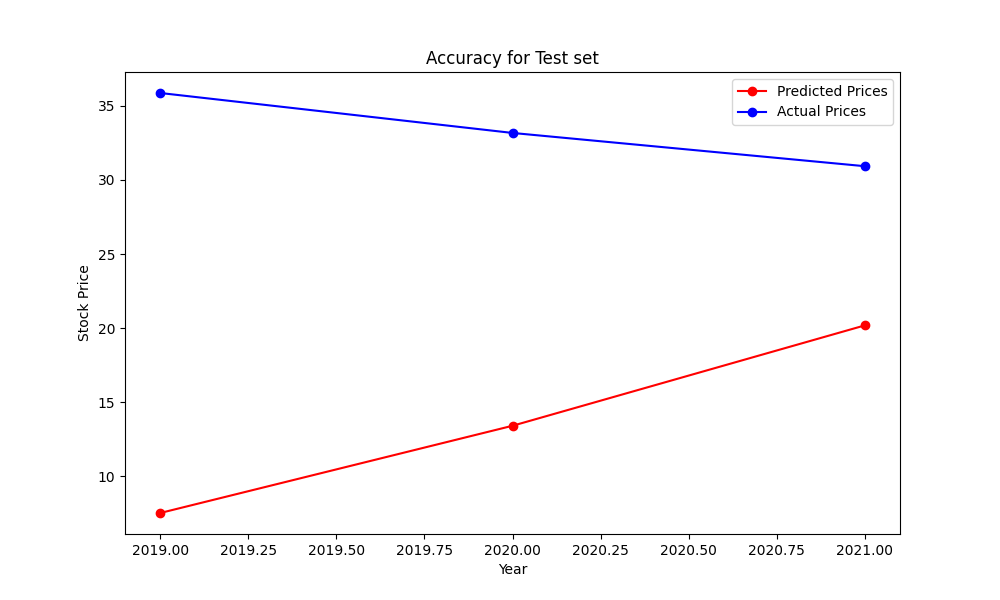 Accuracy for Test set
Predicted Prices
Actual Prices
Stock Price
35
30
25
20
15
10
2019.00 2019.25 2019.50 2019.75 2020.00 2020.25 2020.50 2020.75 2021.00
Year